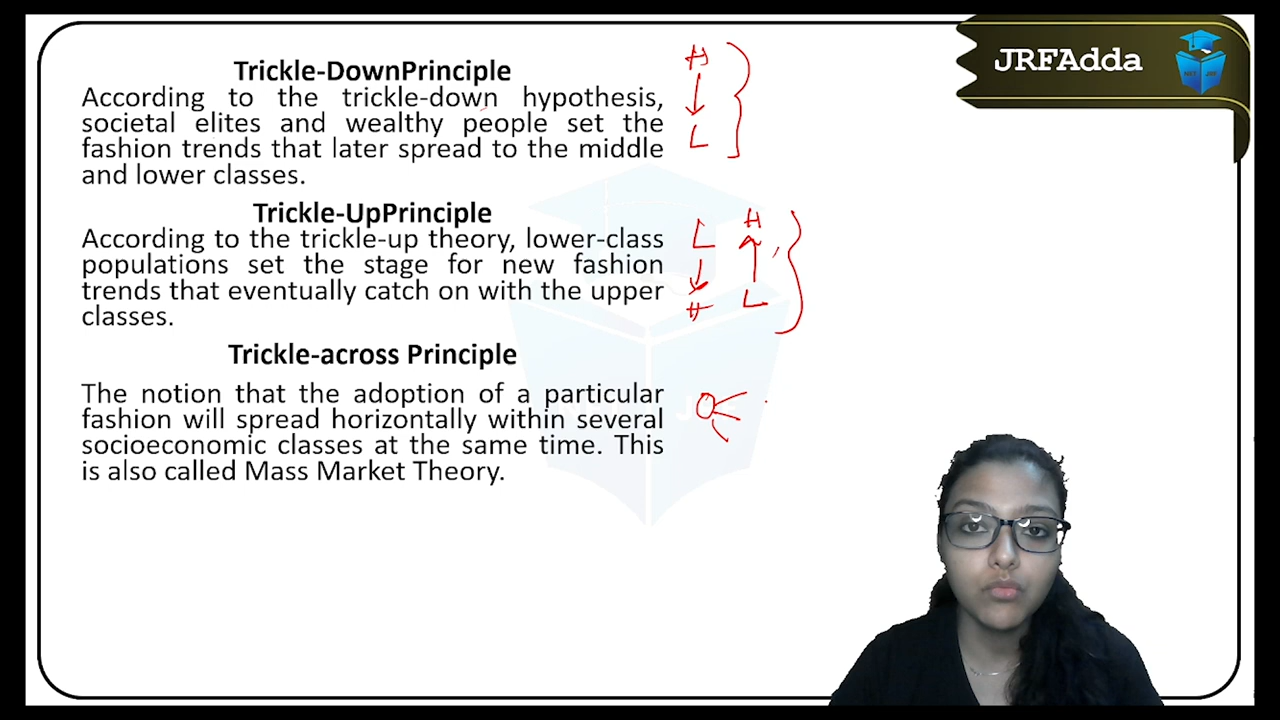 JRFAdda
Trickle-DownPrinciple
According to the trickle-down hypothesis,
societal elites and wealthy people set the
fashion trends that later spread to the middle
and lower classes.
H
L
Trickle-UpPrinciple
According to the trickle-up theory, lower-class
populations set the stage for new fashion
trends that eventually catch on with the upper
classes.
L H
H L
Trickle-across Principle
The notion that the adoption of a particular
fashion will spread horizontally within several
socioeconomic classes at the same time. This
is also called Mass Market Theory.